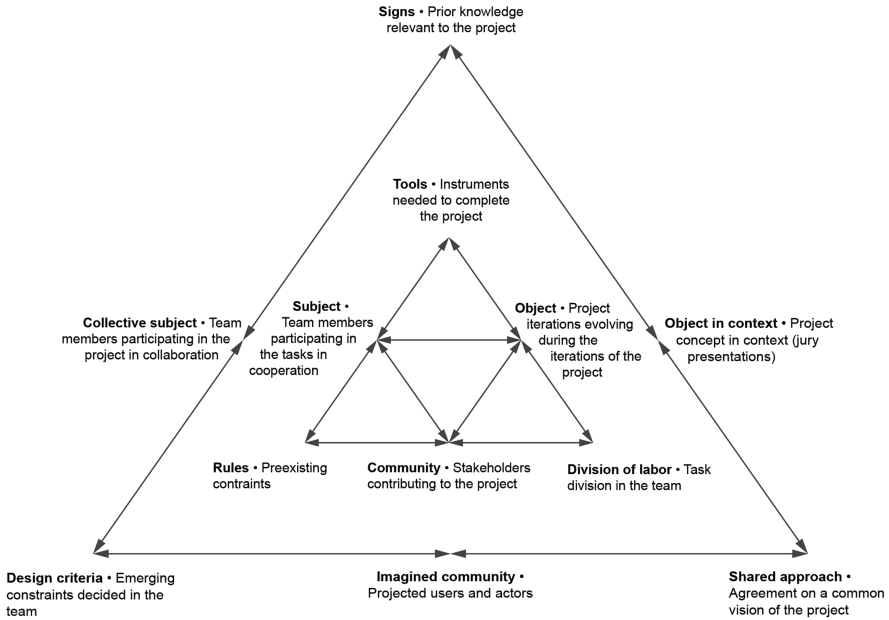 Signs • Prior knowledge
relevant to the project
Tools • Instruments
needed to complete
the project
Collective subject • Team
members participating in the
project in collaboration
Subject •
Team members
participating in
the tasks in
cooperation
Object • Project
iterations evolving
during the
iterations of the
project
Object in context • Project
concept in context (jury
presentations)
Rules • Preexisting
contraints
Community • Stakeholders
contributing to the project
Division of labor • Task
division in the team
Design criteria • Emerging
constraints decided in the
team
Imagined community •
Projected users and actors
Shared approach •
Agreement on a common
vision of the project